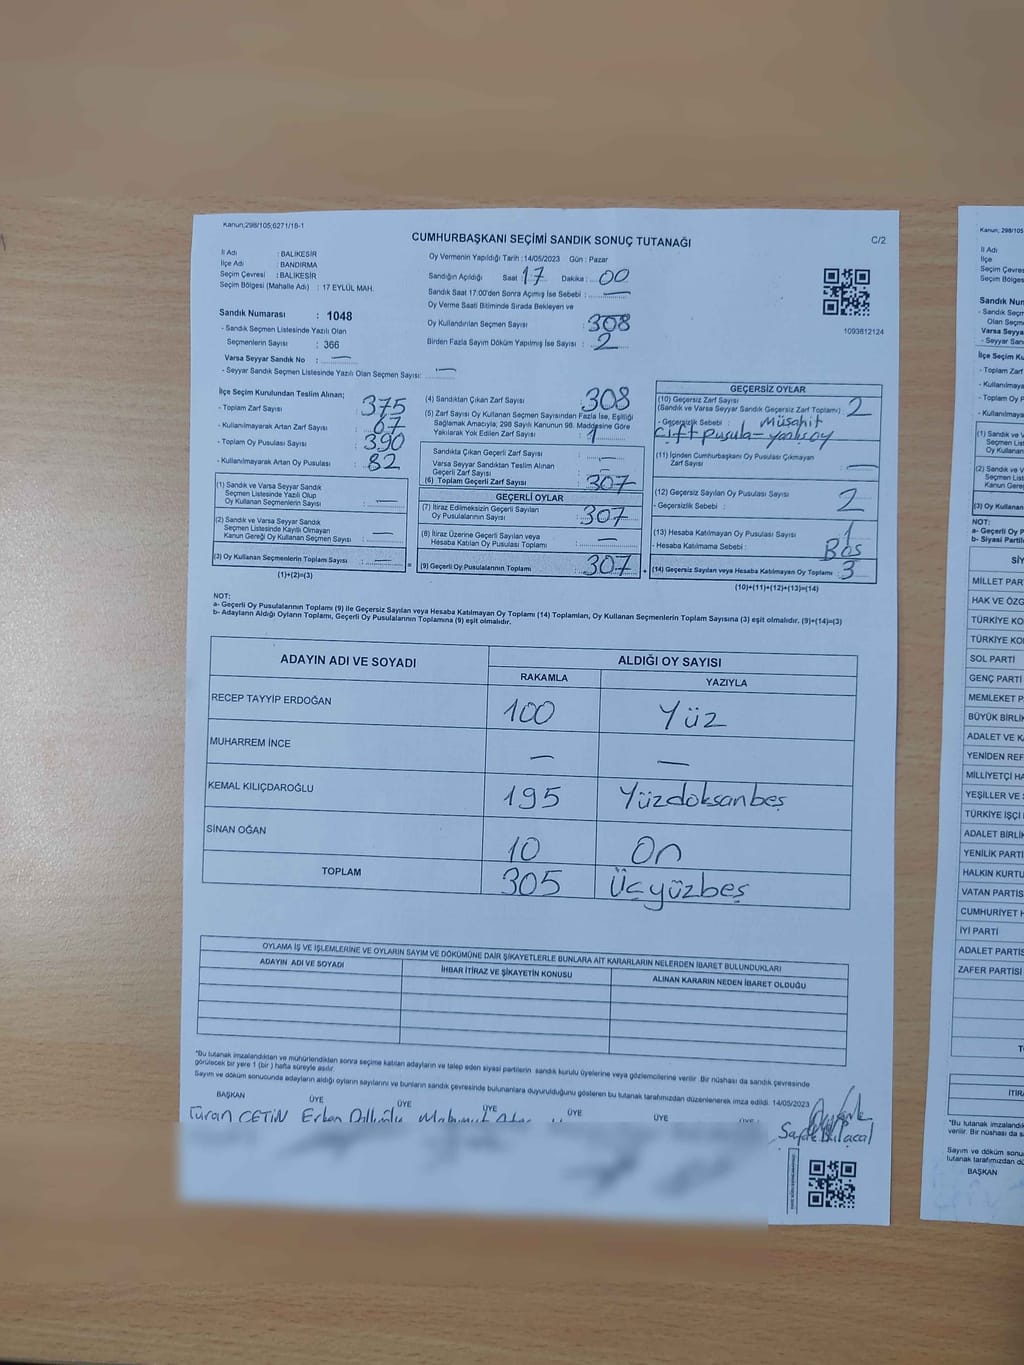 Kanun;298/105;6271/18-1
CUMHURBAŞKANI SEÇİMİ SANDIK SONUÇ TUTANAĞI
C/2
İl Adı : BALIKESİR
İlçe Adı : BANDIRMA
Seçim Çevresi : BALIKESİR
Seçim Bölgesi (Mahalle Adı) : 17 EYLÜL MAH.
Oy Vermenin Yapıldığı Tarih :14/05/2023 Gün : Pazar
Sandığın Açıldığı Saat : 17 Dakika : 00
Sandık Saat 17:00'den Sonra Açılmış İse Sebebi : —
Oy Verme Saati Bitiminde Sırada Bekleyen ve
Oy Kullandırılan Seçmen Sayısı : 308
Birden Fazla Sayım Döküm Yapılmış İse Sayısı : 2
1093812124
Sandık Numarası : 1048
- Sandık Seçmen Listesinde Yazılı Olan
Seçmenlerin Sayısı : 366
Varsa Seyyar Sandık No : —
- Seyyar Sandık Seçmen Listesinde Yazılı Olan Seçmen Sayısı: —
İlçe Seçim Kurulundan Teslim Alınan;
- Toplam Zarf Sayısı : 375
- Kullanılmayarak Artan Zarf Sayısı : 67
- Toplam Oy Pusulası Sayısı : 390
- Kullanılmayarak Artan Oy Pusulası : 82
(1) Sandık ve Varsa Seyyar Sandık
Seçmen Listesinde Yazılı Olup
Oy Kullanan Seçmenlerin Sayısı : —
(2) Sandık ve Varsa Seyyar Sandık
Seçmen Listesinde Kayıtlı Olmayan
Kanun Gereği Oy Kullanan Seçmen Sayısı : —
(3) Oy Kullanan Seçmenlerin Toplam Sayısı : —
(1)+(2)=(3)
(4) Sandıktan Çıkan Zarf Sayısı : 308
(5) Zarf Sayısı Oy Kullanan Seçmen Sayısından Fazla İse, Eşitliği
Sağlamak Amacıyla, 298 Sayılı Kanunun 98. Maddesine Göre
Yakılarak Yok Edilen Zarf Sayısı : 1
Sandıkta Çıkan Geçerli Zarf Sayısı : —
Varsa Seyyar Sandıktan Teslim Alınan
Geçerli Zarf Sayısı : —
(6) Toplam Geçerli Zarf Sayısı : 307
GEÇERLİ OYLAR
(7) İtiraz Edilmeksizin Geçerli Sayılan
Oy Pusulalarının Sayısı : 307
(8) İtiraz Üzerine Geçerli Sayılan veya
Hesaba Katılan Oy Pusulası Toplamı : —
(9) Geçerli Oy Pusulalarının Toplamı : 307
GEÇERSİZ OYLAR
(10) Geçersiz Zarf Sayısı
(Sandık ve Varsa Seyyar Sandık Geçersiz Zarf Toplamı) : 2
- Geçersizlik Sebebi : Müşahit
çift pusula- yanlış oy
(11) İçinden Cumhurbaşkanı Oy Pusulası Çıkmayan
Zarf Sayısı : —
(12) Geçersiz Sayılan Oy Pusulası Sayısı : 2
- Geçersizlik Sebebi :
(13) Hesaba Katılmayan Oy Pusulası Sayısı : 1
- Hesaba Katılmama Sebebi : Boş
(14) Geçersiz Sayılan veya Hesaba Katılmayan Oy Toplamı : 3
(10)+(11)+(12)+(13)=(14)
NOT:
a- Geçerli Oy Pusulalarının Toplamı (9) ile Geçersiz Sayılan veya Hesaba Katılmayan Oy Toplamı (14) Toplamları, Oy Kullanan Seçmenlerin Toplam Sayısına (3) eşit olmalıdır. (9)+(14)=(3)
b- Adayların Aldığı Oyların Toplamı, Geçerli Oy Pusulalarının Toplamına (9) eşit olmalıdır.
ADAYIN ADI VE SOYADI ALDIĞI OY SAYISI
RAKAMLA YAZIYLA
RECEP TAYYİP ERDOĞAN 100 Yüz
MUHARREM İNCE — —
KEMAL KILIÇDAROĞLU 195 Yüzdoksanbeş
SİNAN OĞAN 10 On
TOPLAM 305 Üçyüzbeş
OYLAMA İŞ VE İŞLEMLERİNE VE OYLARIN SAYIM VE DÖKÜMÜNE DAİR ŞİKAYETLERLE BUNLARA AİT KARARLARIN NELERDEN İBARET BULUNDUKLARI
ADAYIN ADI VE SOYADI İHBAR İTİRAZ VE ŞİKAYETİN KONUSU ALINAN KARARIN NEDEN İBARET OLDUĞU
*Bu tutanak imzalandıktan ve mühürlendikten sonra seçime katılan adayların ve talep eden siyasi partilerin sandık kurulu üyelerine veya gözlemcilerine verilir. Bir nüshası da sandık çevresinde
görülecek bir yere 1 (bir ) hafta süreyle asılır.
Sayım ve döküm sonucunda adayların aldığı oyların sayılarını ve bunların sandık çevresinde bulunanlara duyurulduğunu gösteren bu tutanak tarafımızdan düzenlenerek imza edildi. 14/05/2023
BAŞKAN ÜYE ÜYE ÜYE ÜYE ÜYE
Turan ÇETİN
Kanun; 298/105
İl Adı
İlçe
Seçim Çevresi
Seçim Bölgesi
Sandık Num
- Sandık Seçm
Olan Seçm
Varsa Seyya
- Seyyar San
İlçe Seçim K
- Toplam Zarf
- Kullanılmaya
- Toplam Oy P
- Kullanılmaya
(1) Sandık ve V
Seçmen Lis
Oy Kullanan
(2) Sandık ve
Seçmen Lis
Kanun Gere
(3) Oy Kullanan
NOT:
a- Geçerli Oy P
b- Siyasi Partile
SİY
MİLLET PAR
HAK VE ÖZG
TÜRKİYE KO
TÜRKİYE KO
SOL PARTİ
GENÇ PARTİ
MEMLEKET P
BÜYÜK BİRLİ
ADALET VE KA
YENİDEN REF
MİLLİYETÇİ HA
YEŞİLLER VE S
TÜRKİYE İŞÇİ
ADALET BİRLİK
YENİLİK PARTİ
HALKIN KURTU
VATAN PARTİS
CUMHURİYET H
İYİ PARTİ
ADALET PARTİS
ZAFER PARTİSİ
İTİRA
*Bu tutanak imzalandı
verilir. Bir nüshası da s
Sayım ve döküm sonu
tutanak tarafımızdan dü
BAŞKAN